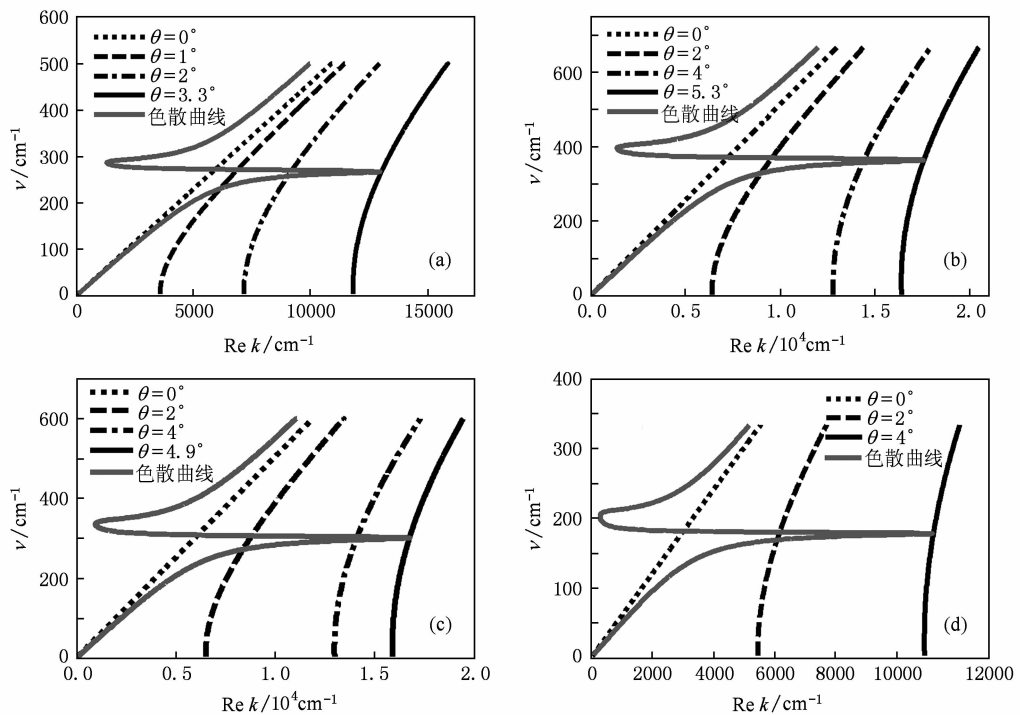 600
500
400
300
200
100
0
ν/cm⁻¹
θ=0°
θ=1°
θ=2°
θ=3.3°
色散曲线
(a)
0 5000 10000 15000
Re k/cm⁻¹
600
400
200
0
ν/cm⁻¹
θ=0°
θ=2°
θ=4°
θ=5.3°
色散曲线
(b)
0.0 0.5 1.0 1.5 2.0
Re k/10⁴cm⁻¹
800
600
400
200
0
ν/cm⁻¹
θ=0°
θ=2°
θ=4°
θ=4.9°
色散曲线
(c)
0.0 0.5 1.0 1.5 2.0
Re k/10⁴cm⁻¹
400
300
200
100
0
ν/cm⁻¹
θ=0°
θ=2°
θ=4°
色散曲线
(d)
0 2000 4000 6000 8000 10000 12000
Re k/cm⁻¹